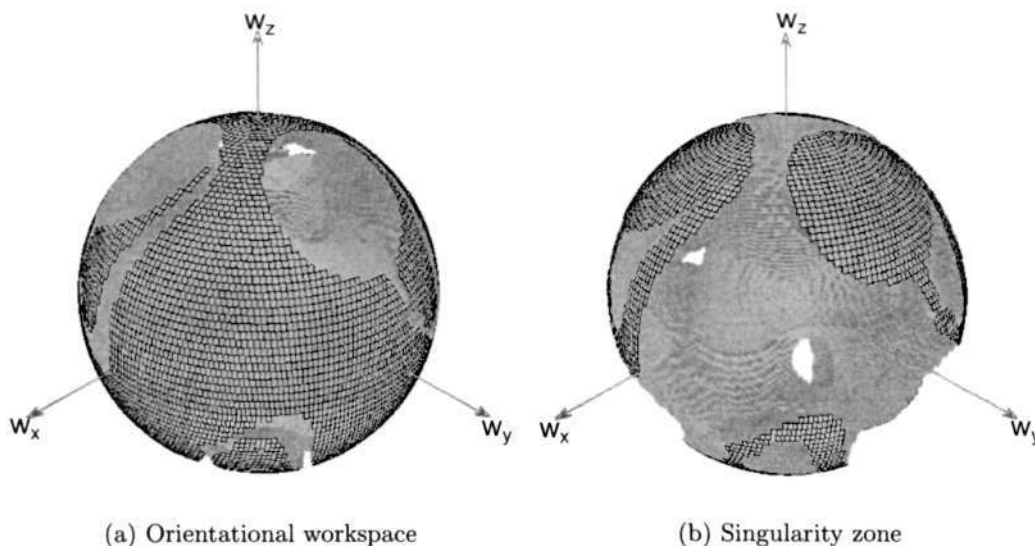 w_z
w_z
w_x
w_y
w_x
w_y
(a) Orientational workspace
(b) Singularity zone